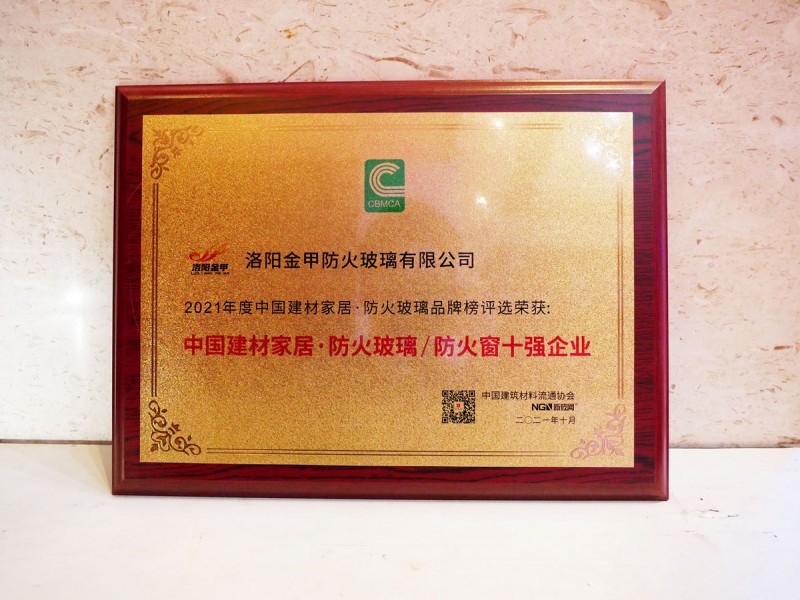 CBMCA
洛阳金甲
洛阳金甲防火玻璃有限公司
2021年度中国建材家居·防火玻璃品牌榜评选荣获:
中国建材家居·防火玻璃/防火窗十强企业
中国建筑材料流通协会
二〇二一年十月